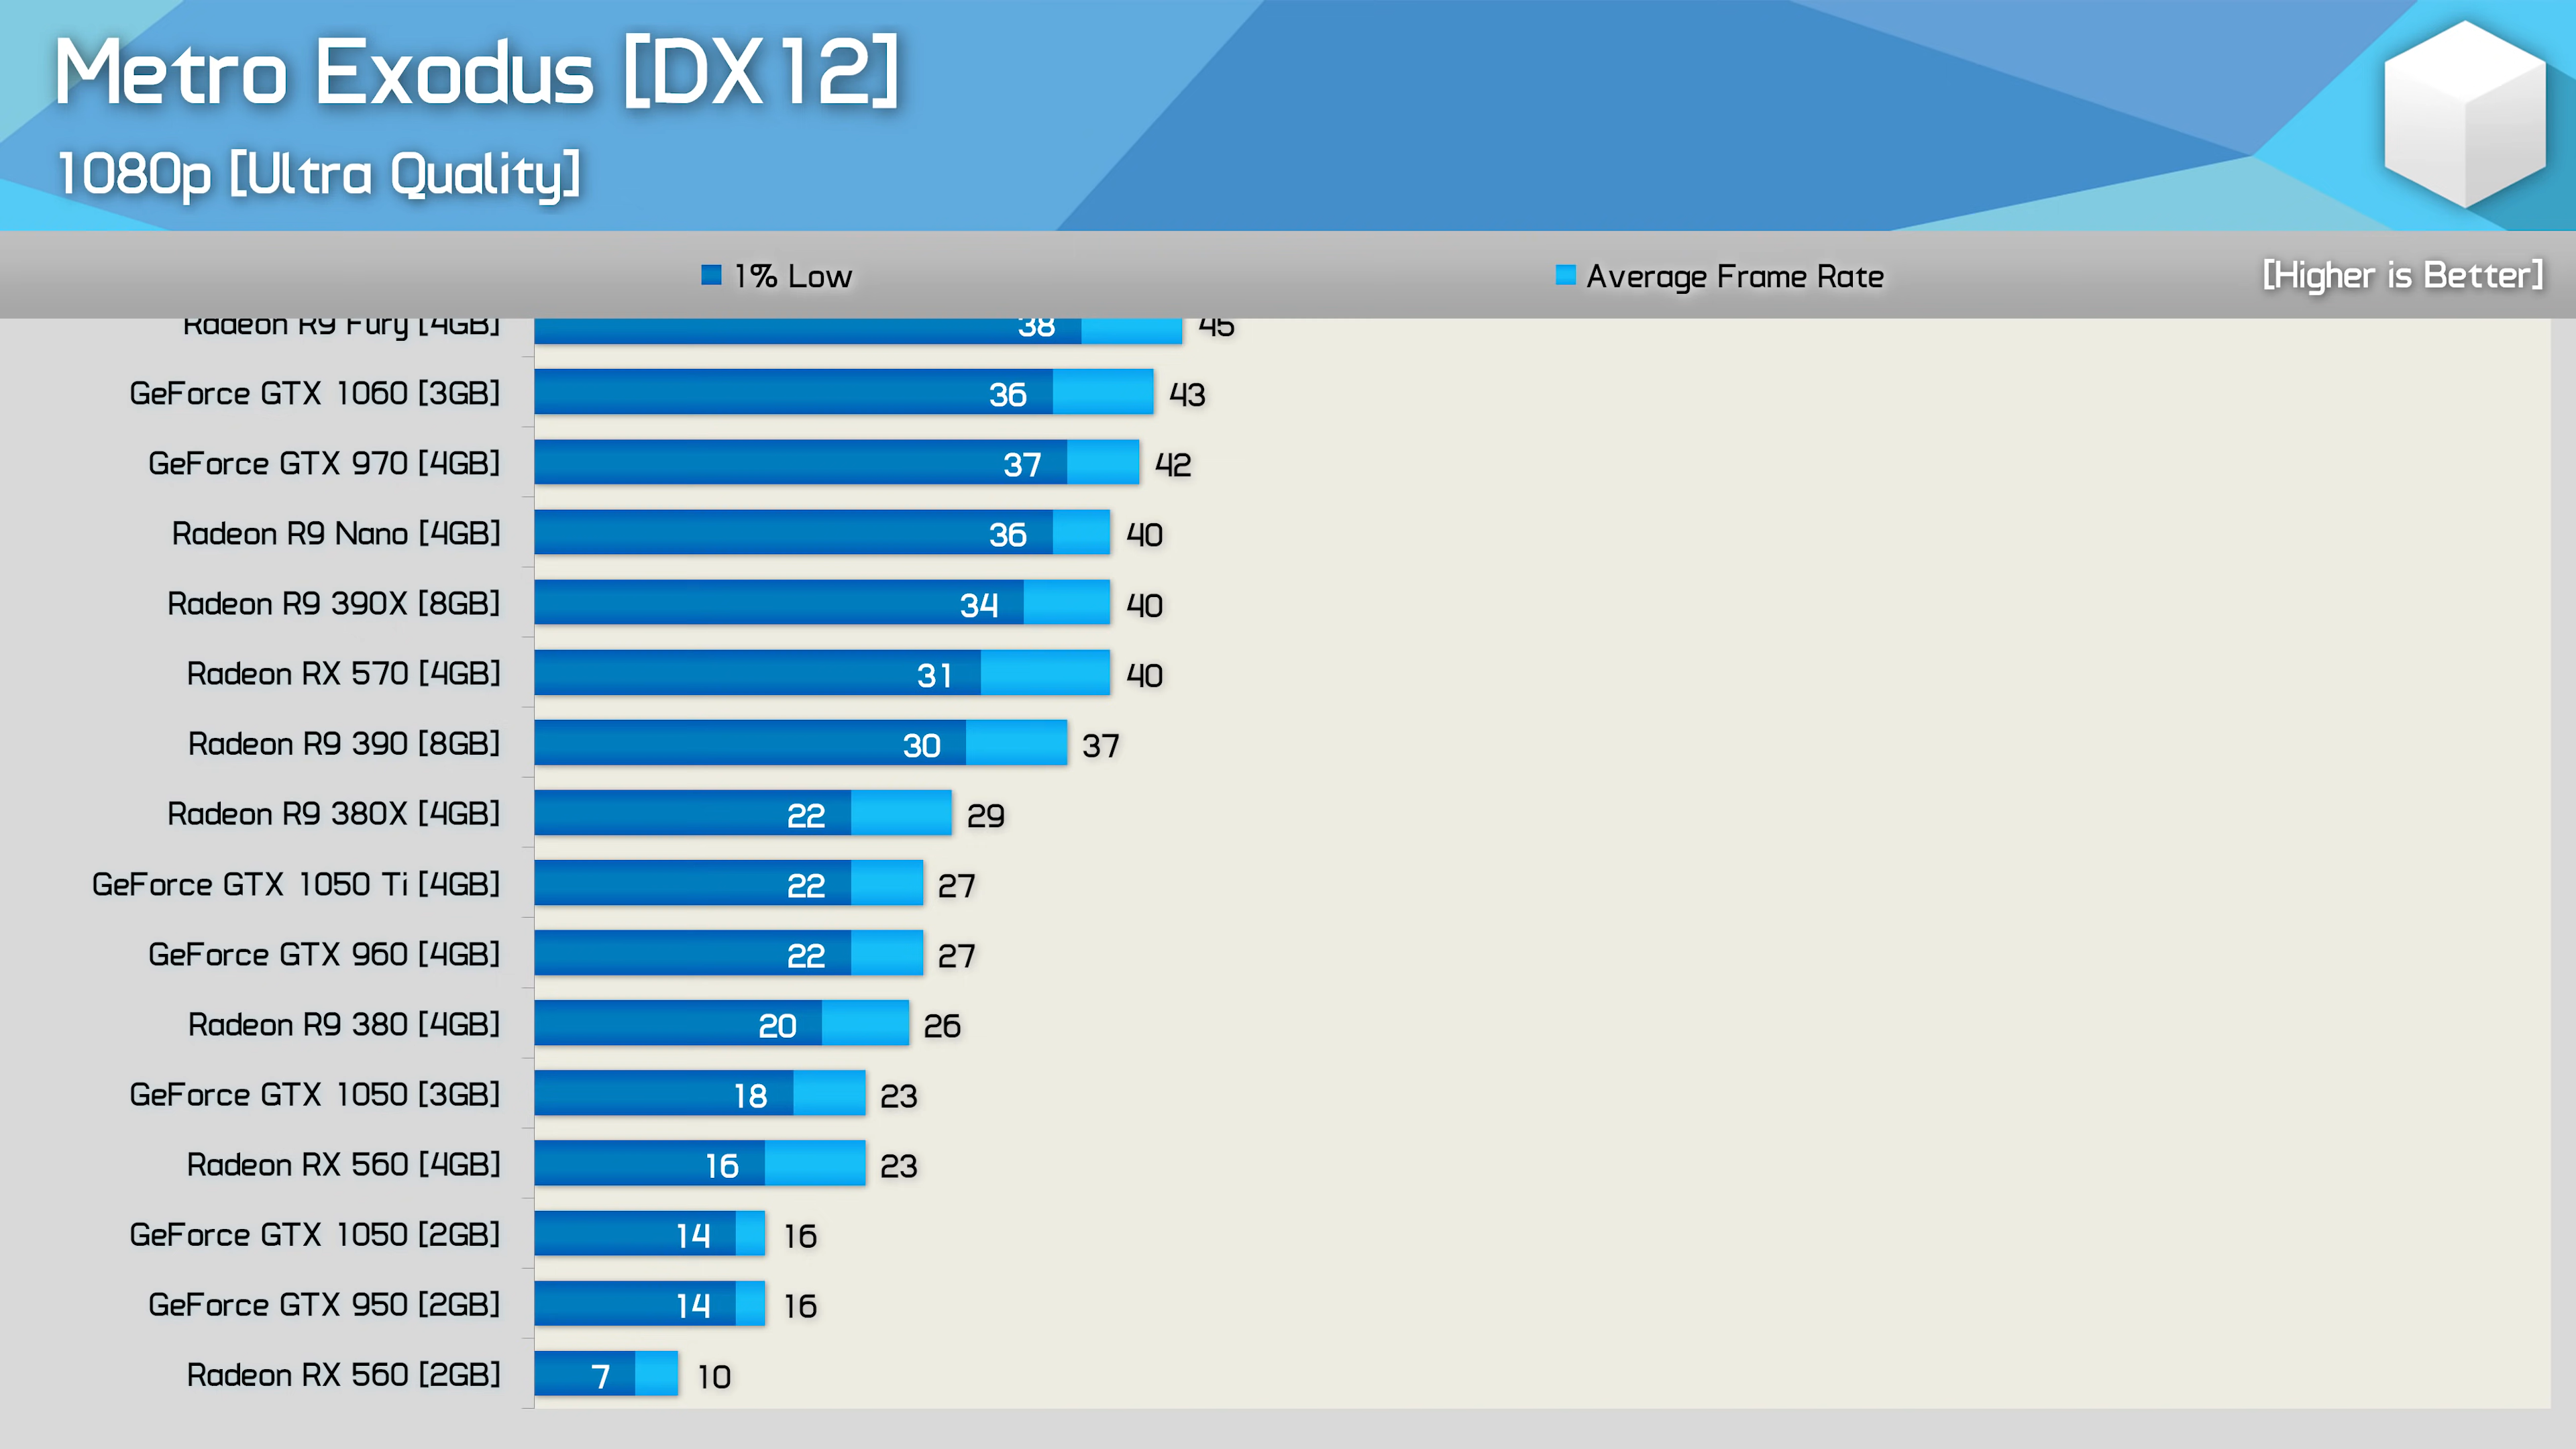 Metro Exodus [DX12]
1080p [Ultra Quality]
1% Low
Average Frame Rate
[Higher is Better]
Radeon R9 Fury [4GB] 38 45
GeForce GTX 1060 [3GB] 36 43
GeForce GTX 970 [4GB] 37 42
Radeon R9 Nano [4GB] 36 40
Radeon R9 390X [8GB] 34 40
Radeon RX 570 [4GB] 31 40
Radeon R9 390 [8GB] 30 37
Radeon R9 380X [4GB] 22 29
GeForce GTX 1050 Ti [4GB] 22 27
GeForce GTX 960 [4GB] 22 27
Radeon R9 380 [4GB] 20 26
GeForce GTX 1050 [3GB] 18 23
Radeon RX 560 [4GB] 16 23
GeForce GTX 1050 [2GB] 14 16
GeForce GTX 950 [2GB] 14 16
Radeon RX 560 [2GB] 7 10